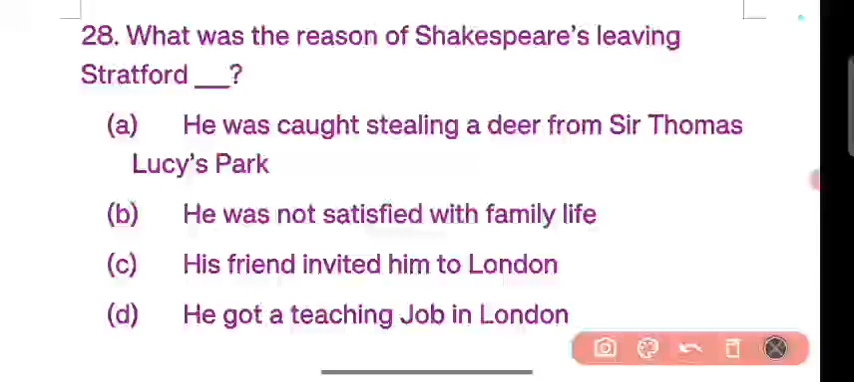 28. What was the reason of Shakespeare's leaving
Stratford ___?
(a) He was caught stealing a deer from Sir Thomas
Lucy's Park
(b) He was not satisfied with family life
(c) His friend invited him to London
(d) He got a teaching Job in London